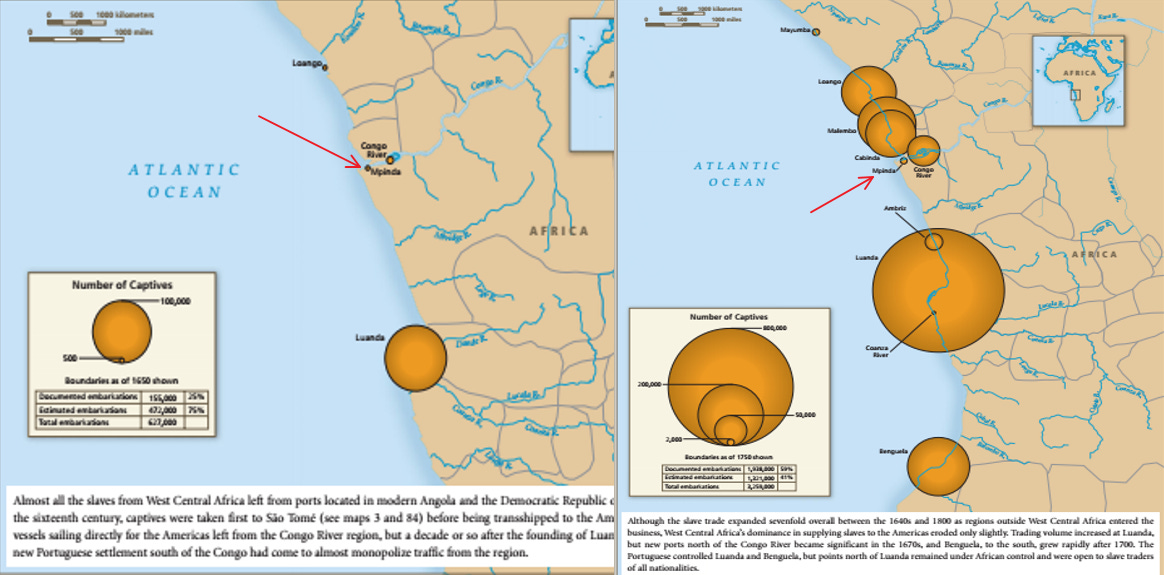 0 500 1000 kilometers
0 500 1000 miles
Loango
Congo R.
Congo
River
Mpinda
ATLANTIC
OCEAN
AFRICA
Luanda
Dande R.
Lucala R.
Number of Captives
100,000
500
Boundaries as of 1650 shown
Documented embarkations 155,000 25%
Estimated embarkations 472,000 75%
Total embarkations 627,000
Almost all the slaves from West Central Africa left from ports located in modern Angola and the Democratic Republic
the sixteenth century, captives were taken first to São Tomé (see maps 3 and 84) before being transshipped to the Am
vessels sailing directly for the Americas left from the Congo River region, but a decade or so after the founding of Luan
new Portuguese settlement south of the Congo had come to almost monopolize traffic from the region.
0 500 1000 kilometers
0 500 1000 miles
Mayumba
Loango
AFRICA
Congo R.
Malembo
Cabinda
Mpinda
Congo
River
ATLANTIC
OCEAN
Ambriz
AFRICA
Luanda
Lucala R.
Coanza
River
Number of Captives
800,000
200,000
50,000
2,000
Boundaries as of 1750 shown
Documented embarkations 1,938,000 59%
Estimated embarkations 1,321,000 41%
Total embarkations 3,259,000
Benguela
Although the slave trade expanded sevenfold overall between the 1640s and 1800 as regions outside West Central Africa entered the
business, West Central Africa's dominance in supplying slaves to the Americas eroded only slightly. Trading volume increased at Luanda,
but new ports north of the Congo River became significant in the 1670s, and Benguela, to the south, grew rapidly after 1700. The
Portuguese controlled Luanda and Benguela, but points north of Luanda remained under African control and were open to slave traders
of all nationalities.